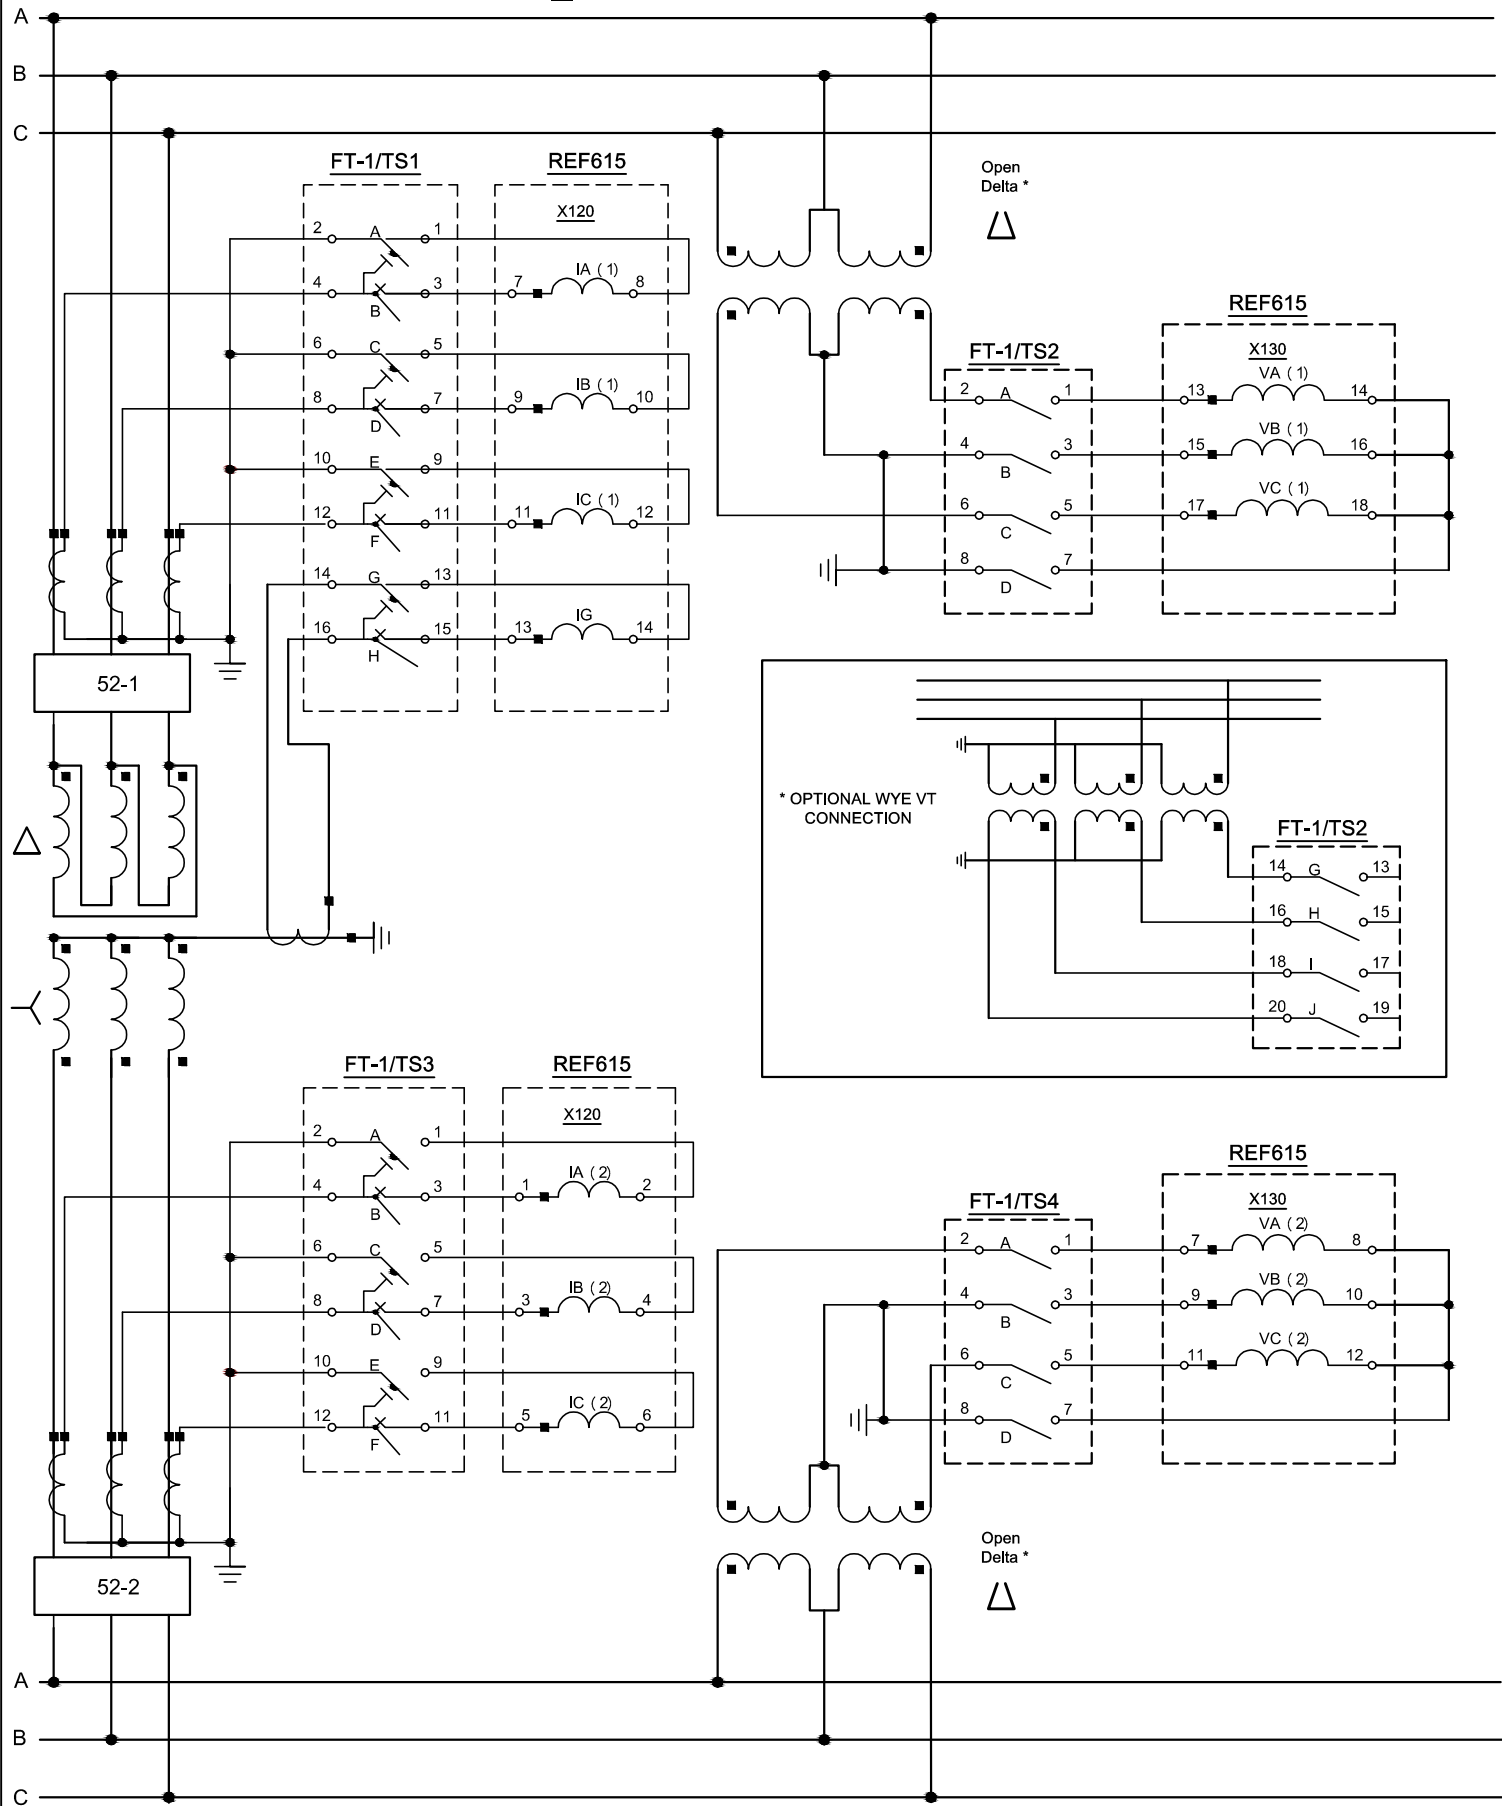 A
B
C
FT-1/TS1
REF615
X120
2 A 1
4 B 3 7 IA ( 1) 8
6 C 5
8 D 7 9 IB ( 1) 10
10 E 9
12 F 11 11 IC ( 1) 12
14 G 13
16 H 15 13 IG 14
Open
Delta *
FT-1/TS2
REF615
X130
2 A 1 13 VA ( 1) 14
4 B 3 15 VB ( 1) 16
6 C 5 17 VC ( 1) 18
8 D 7
52-1
* OPTIONAL WYE VT
CONNECTION
FT-1/TS2
14 G 13
16 H 15
18 I 17
20 J 19
FT-1/TS3
REF615
X120
2 A 1
4 B 3 1 IA ( 2) 2
6 C 5
8 D 7 3 IB ( 2) 4
10 E 9
12 F 11 5 IC ( 2) 6
FT-1/TS4
REF615
X130
2 A 1 7 VA ( 2) 8
4 B 3 9 VB ( 2) 10
6 C 5 11 VC ( 2) 12
8 D 7
52-2
Open
Delta *
A
B
C